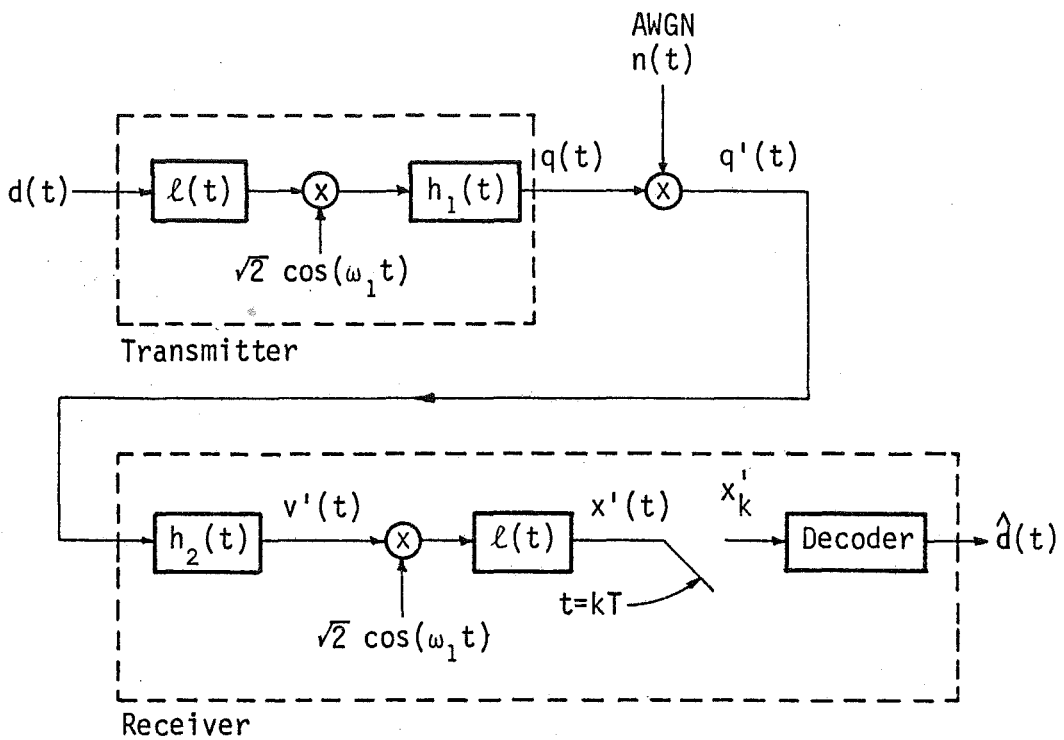 AWGN
n(t)
d(t)
ℓ(t)
x
h₁(t)
q(t)
x
q'(t)
√2 cos(ω₁t)
Transmitter
h₂(t)
v'(t)
x
ℓ(t)
x'(t)
x'ₖ
Decoder
d̂(t)
t=kT
√2 cos(ω₁t)
Receiver